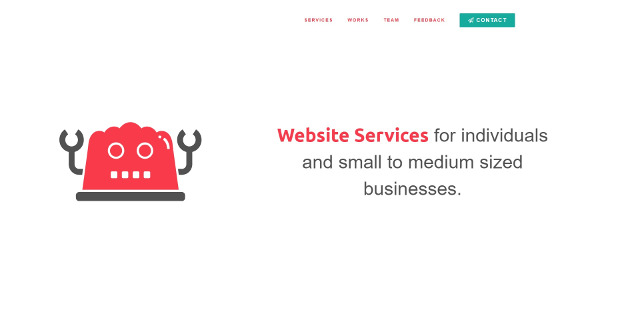 SERVICES WORKS TEAM FEEDBACK CONTACT
Website Services for individuals
and small to medium sized
businesses.